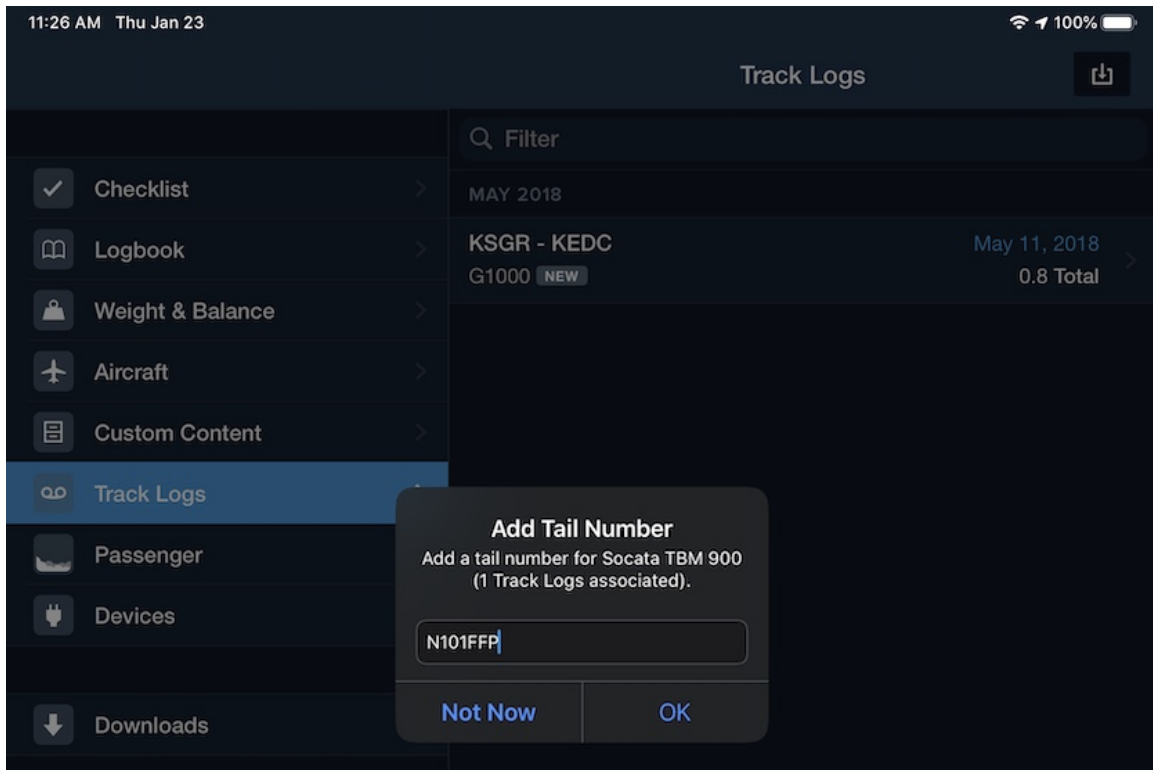 11:26 AM Thu Jan 23
100%
Track Logs
Filter
Checklist
MAY 2018
Logbook
KSGR - KEDC
May 11, 2018
G1000 NEW
0.8 Total
Weight & Balance
Aircraft
Custom Content
Track Logs
Passenger
Devices
Downloads
Add Tail Number
Add a tail number for Socata TBM 900
(1 Track Logs associated).
N101FFP
Not Now
OK